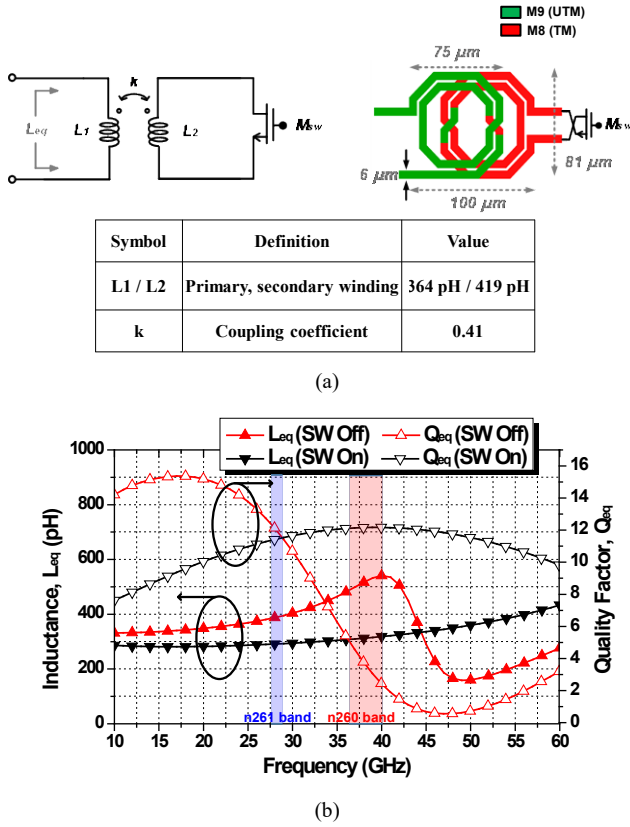 M9 (UTM)
M8 (TM)
75 μm
k
Leq
L1
L2
Msw
Msw
6 μm
81 μm
100 μm
Symbol Definition Value
L1 / L2 Primary, secondary winding 364 pH / 419 pH
k Coupling coefficient 0.41
(a)
Leq (SW Off) Qeq (SW Off)
Leq (SW On) Qeq (SW On)
Inductance, Leq (pH)
1000
800
600
400
200
0
Quality Factor, Qeq
16
14
12
10
8
6
4
2
0
n261 band
n260 band
10 15 20 25 30 35 40 45 50 55 60
Frequency (GHz)
(b)